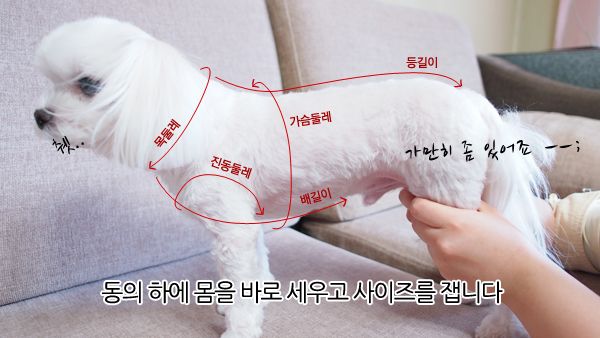 등길이
목둘레
가슴둘레
쳇..
진동둘레
가만히 좀 있어죠 ㅡㅡ;
배길이
동의 하에 몸을 바로 세우고 사이즈를 잽니다